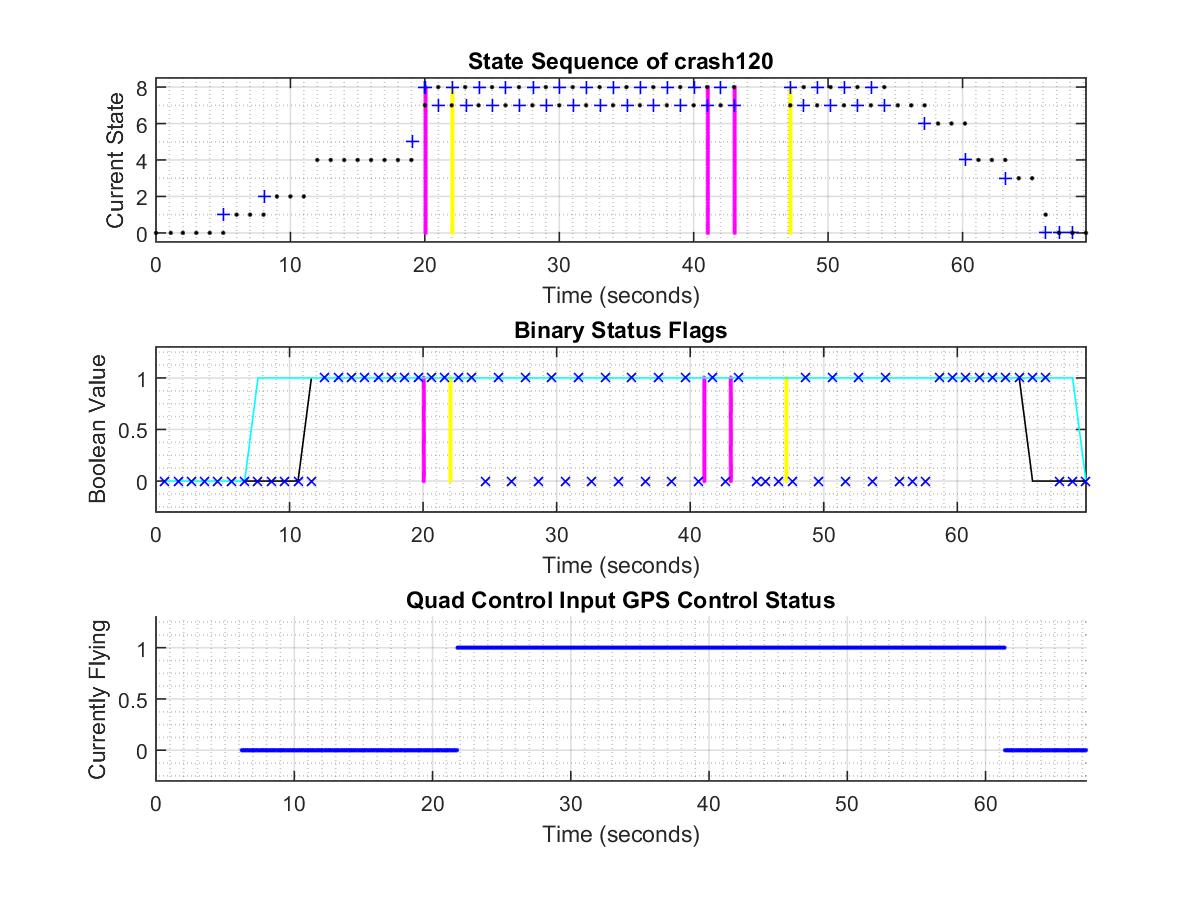 State Sequence of crash120
8
6
4
2
0
Current State
0 10 20 30 40 50 60
Time (seconds)
Binary Status Flags
1
0.5
0
Boolean Value
0 10 20 30 40 50 60
Time (seconds)
Quad Control Input GPS Control Status
1
0.5
0
Currently Flying
0 10 20 30 40 50 60
Time (seconds)